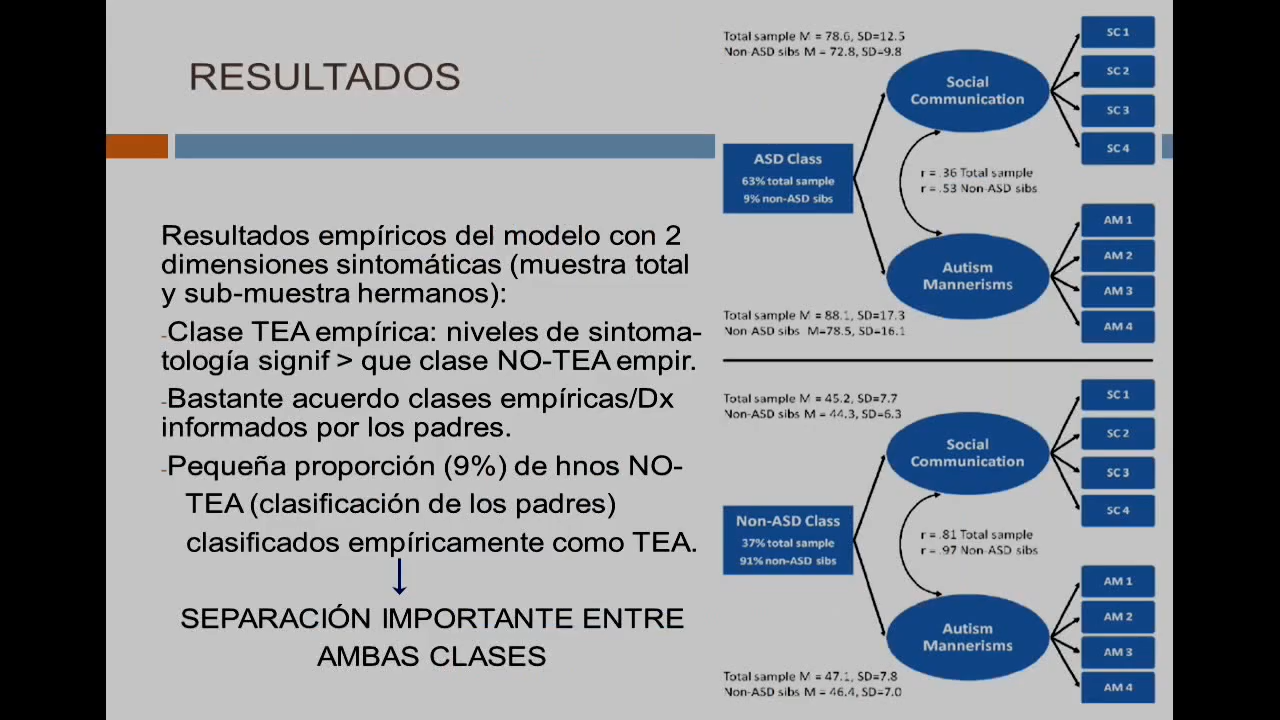 RESULTADOS
Resultados empíricos del modelo con 2
dimensiones sintomáticas (muestra total
y sub-muestra hermanos):
-Clase TEA empírica: niveles de sintoma-
tología signif > que clase NO-TEA empir.
-Bastante acuerdo clases empíricas/Dx
informados por los padres.
-Pequeña proporción (9%) de hnos NO-
TEA (clasificación de los padres)
clasificados empíricamente como TEA.
SEPARACIÓN IMPORTANTE ENTRE
AMBAS CLASES
Total sample M = 78.6, SD=12.5
Non-ASD sibs M = 72.8, SD=9.8
Social
Communication
SC 1
SC 2
SC 3
SC 4
ASD Class
63% total sample
9% non-ASD sibs
r = .36 Total sample
r = .53 Non-ASD sibs
Autism
Mannerisms
AM 1
AM 2
AM 3
AM 4
Total sample M = 88.1, SD=17.3
Non ASD sibs M=78.5, SD=16.1
Total sample M = 45.2, SD=7.7
Non-ASD sibs M = 44.3, SD=6.3
Social
Communication
SC 1
SC 2
SC 3
SC 4
Non-ASD Class
37% total sample
91% non-ASD sibs
r = .81 Total sample
r = .97 Non-ASD sibs
Autism
Mannerisms
AM 1
AM 2
AM 3
AM 4
Total sample M = 47.1, SD=7.8
Non-ASD sibs M = 46.4, SD=7.0